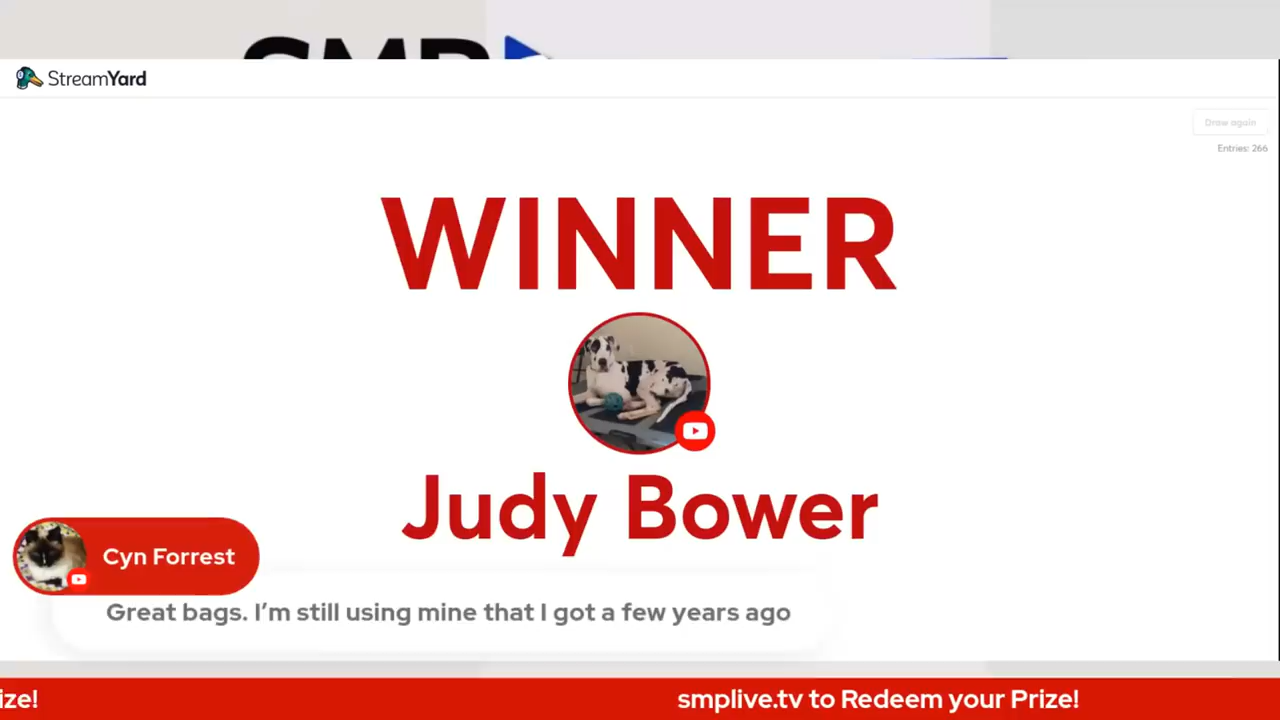 SMP
StreamYard
Draw again
Entries: 266
WINNER
Judy Bower
Cyn Forrest
Great bags. I’m still using mine that I got a few years ago
ize!
smplive.tv to Redeem your Prize!